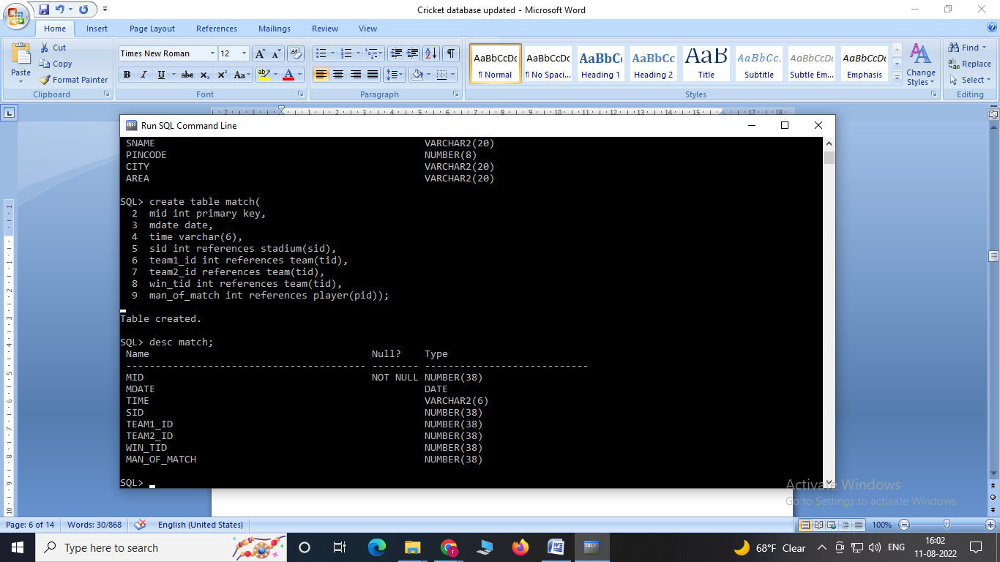 Cricket database updated - Microsoft Word
Home Insert Page Layout References Mailings Review View
Paste
Cut
Copy
Format Painter
Clipboard
Times New Roman 12
B I U abc x₂ x² Aa
Font
Paragraph
AaBbCcDc AaBbCcDc AaBbC AaBbCc AaB AaBbCc. AaBbCcDc AaBbCcDc
¶ Normal ¶ No Spaci... Heading 1 Heading 2 Title Subtitle Subtle Em... Emphasis
Change Styles
Styles
Find
Replace
Select
Editing
Run SQL Command Line
SNAME VARCHAR2(20)
PINCODE NUMBER(8)
CITY VARCHAR2(20)
AREA VARCHAR2(20)
SQL> create table match(
2 mid int primary key,
3 mdate date,
4 time varchar(6),
5 sid int references stadium(sid),
6 team1_id int references team(tid),
7 team2_id references team(tid),
8 win_tid int references team(tid),
9 man_of_match int references player(pid));
Table created.
SQL> desc match;
Name Null? Type
----------------------------------------- -------- ----------------------------
MID NOT NULL NUMBER(38)
MDATE DATE
TIME VARCHAR2(6)
SID NUMBER(38)
TEAM1_ID NUMBER(38)
TEAM2_ID NUMBER(38)
WIN_TID NUMBER(38)
MAN_OF_MATCH NUMBER(38)
SQL>
Activate Windows
Go to Settings to activate Windows.
Page: 6 of 14 Words: 30/868 English (United States) 100%
Type here to search
68°F Clear ENG
16:02
11-08-2022